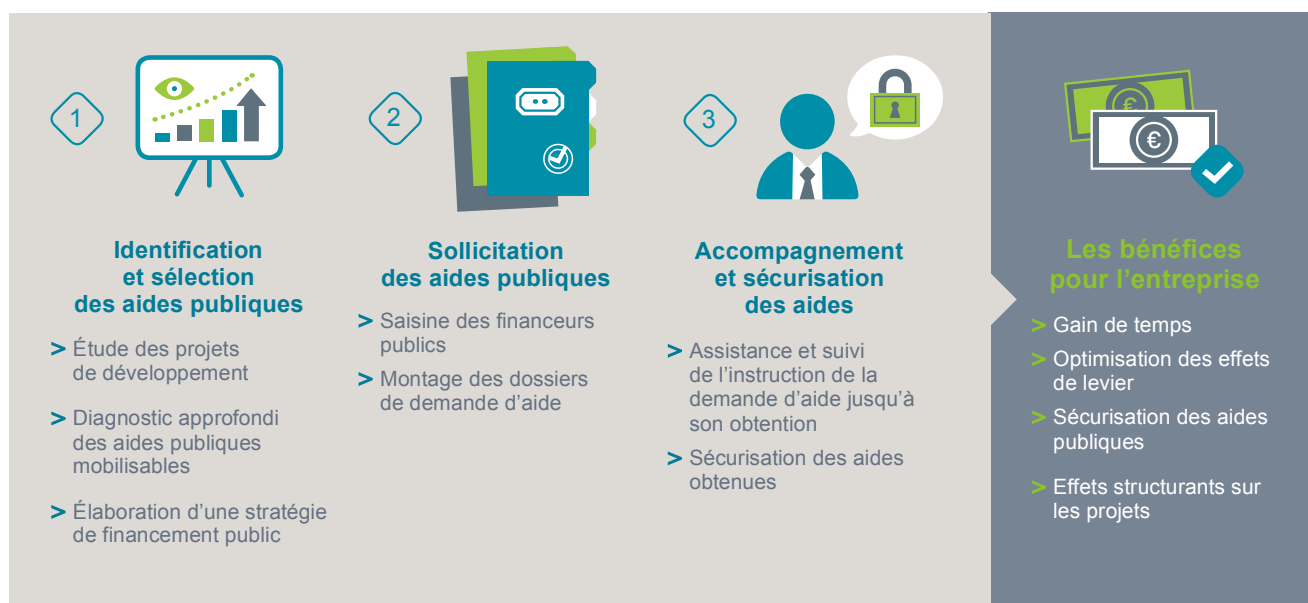 1
Identification
et sélection
des aides publiques
> Étude des projets
de développement
> Diagnostic approfondi
des aides publiques
mobilisables
> Élaboration d’une stratégie
de financement public
2
Sollicitation
des aides publiques
> Saisine des financeurs
publics
> Montage des dossiers
de demande d’aide
3
Accompagnement
et sécurisation
des aides
> Assistance et suivi
de l’instruction de la
demande d’aide jusqu’à
son obtention
> Sécurisation des aides
obtenues
€
€
Les bénéfices
pour l’entreprise
> Gain de temps
> Optimisation des effets
de levier
> Sécurisation des aides
publiques
> Effets structurants sur
les projets